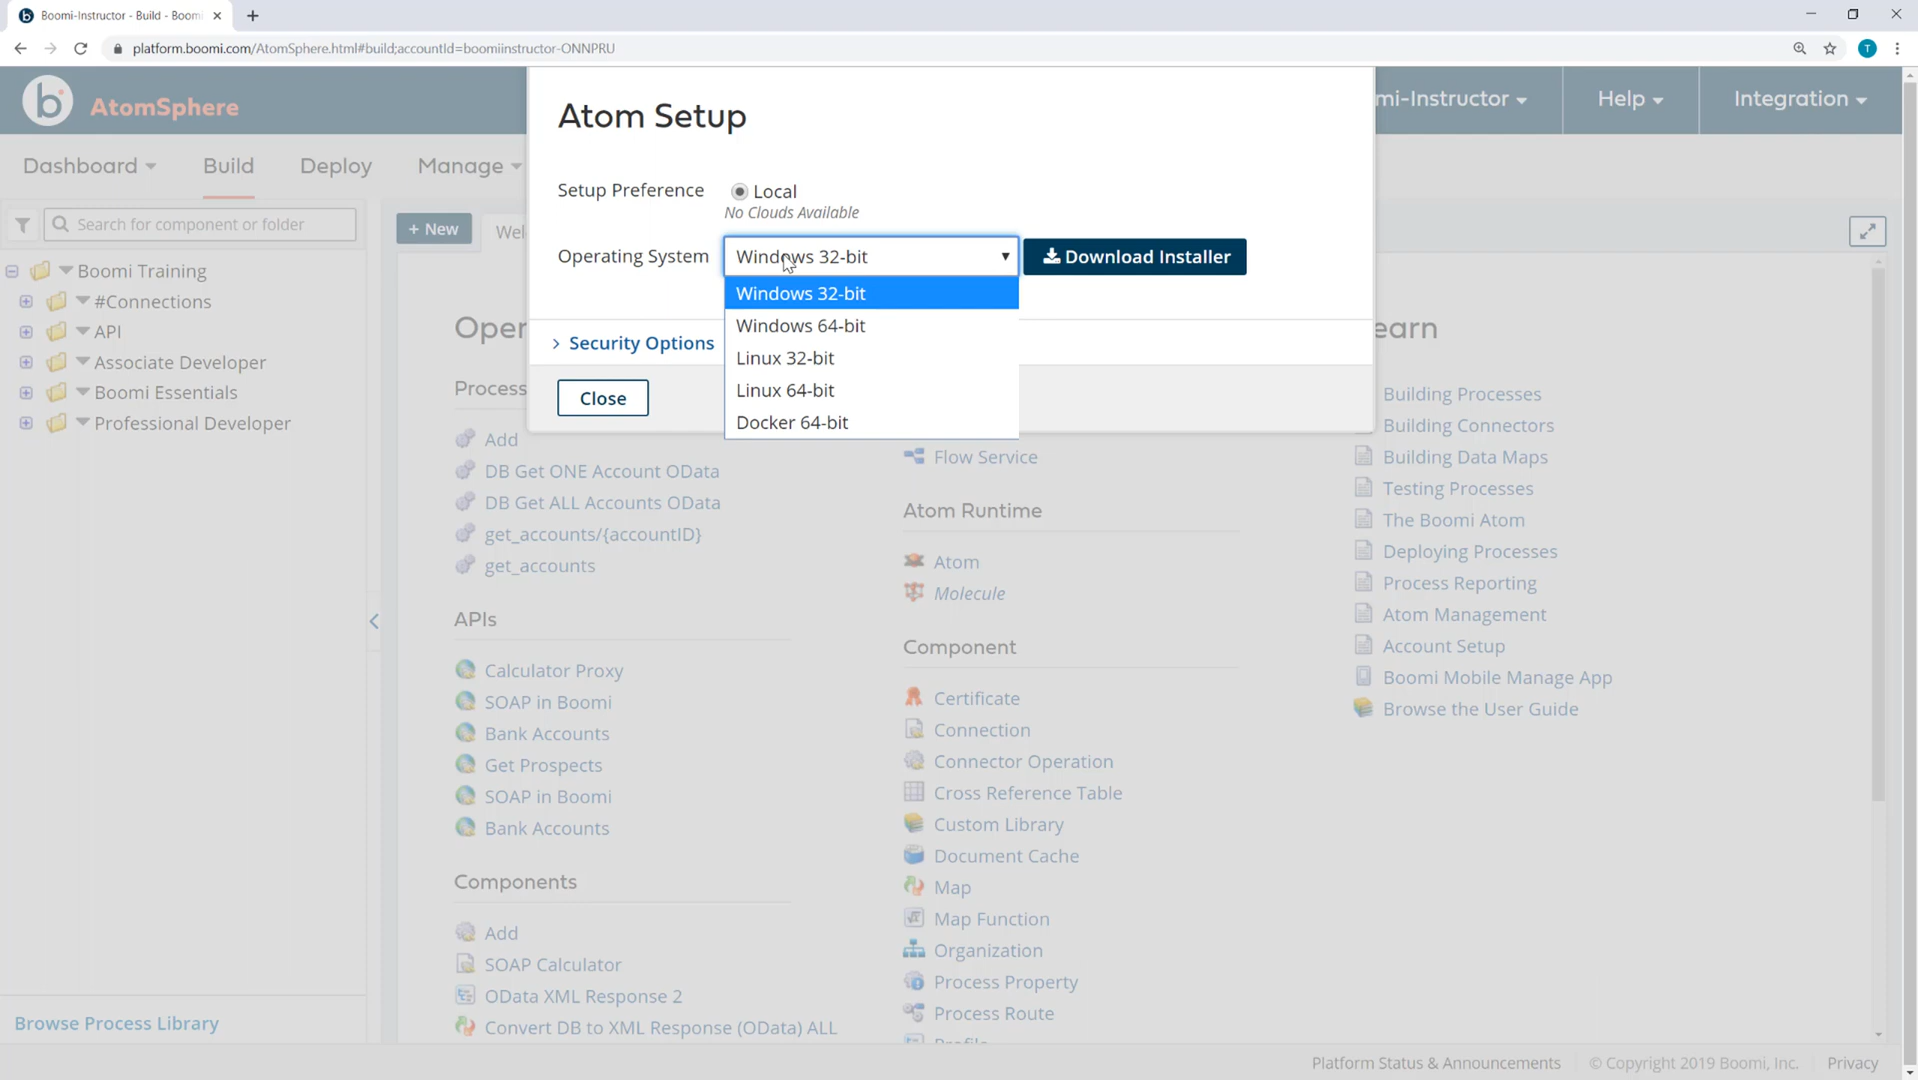 Boomi-Instructor - Build - Boomi
platform.boomi.com/AtomSphere.html#build;accountId=boomiinstructor-ONNPRU
T
b AtomSphere
mi-Instructor
Help
Integration
Dashboard
Build
Deploy
Manage
Atom Setup
Setup Preference
Local
No Clouds Available
Operating System
Windows 32-bit
Download Installer
Windows 32-bit
Windows 64-bit
Linux 32-bit
Linux 64-bit
Docker 64-bit
Security Options
Close
Search for component or folder
+ New
Wel
Boomi Training
#Connections
API
Associate Developer
Boomi Essentials
Professional Developer
Browse Process Library
Open
Process
Add
DB Get ONE Account OData
DB Get ALL Accounts OData
get_accounts/{accountID}
get_accounts
APIs
Calculator Proxy
SOAP in Boomi
Bank Accounts
Get Prospects
SOAP in Boomi
Bank Accounts
Components
Add
SOAP Calculator
OData XML Response 2
Convert DB to XML Response (OData) ALL
Flow Service
Atom Runtime
Atom
Molecule
Component
Certificate
Connection
Connector Operation
Cross Reference Table
Custom Library
Document Cache
Map
Map Function
Organization
Process Property
Process Route
Profile
earn
Building Processes
Building Connectors
Building Data Maps
Testing Processes
The Boomi Atom
Deploying Processes
Process Reporting
Atom Management
Account Setup
Boomi Mobile Manage App
Browse the User Guide
Platform Status & Announcements
© Copyright 2019 Boomi, Inc.
Privacy